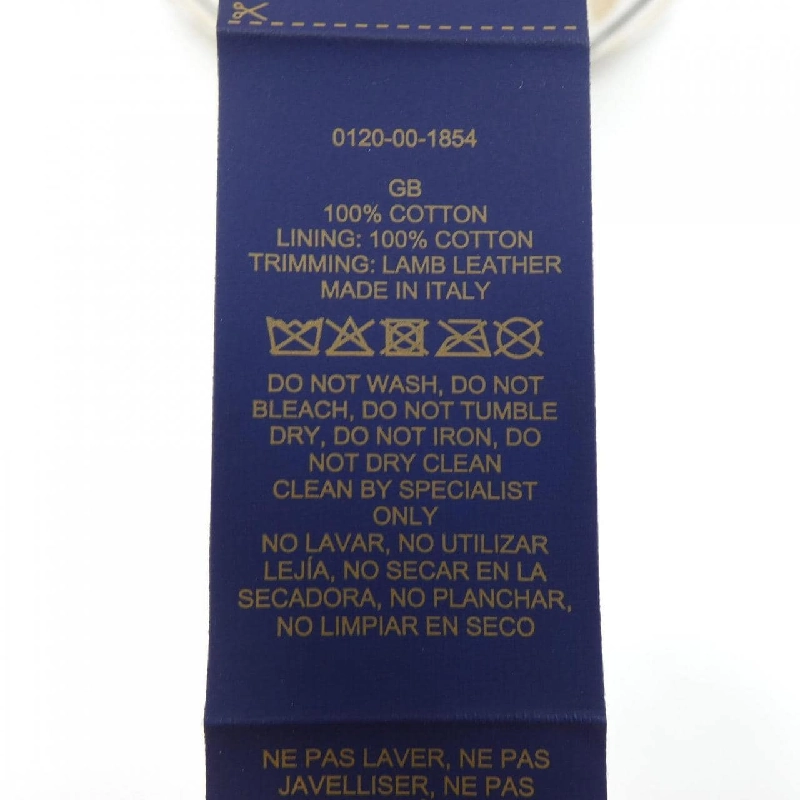 0120-00-1854
GB
100% COTTON
LINING: 100% COTTON
TRIMMING: LAMB LEATHER
MADE IN ITALY
DO NOT WASH, DO NOT
BLEACH, DO NOT TUMBLE
DRY, DO NOT IRON, DO
NOT DRY CLEAN
CLEAN BY SPECIALIST
ONLY
NO LAVAR, NO UTILIZAR
LEJÍA, NO SECAR EN LA
SECADORA, NO PLANCHAR,
NO LIMPIAR EN SECO
NE PAS LAVER, NE PAS
JAVELLISER, NE PAS